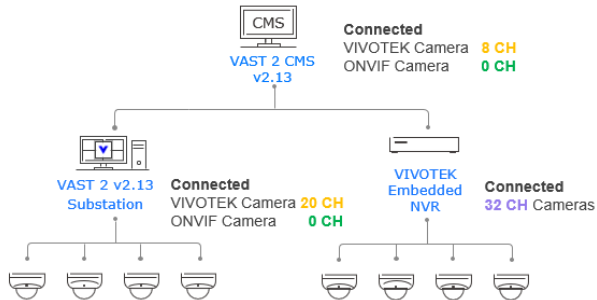 CMS
VAST 2 CMS
v2.13
Connected
VIVOTEK Camera 8 CH
ONVIF Camera 0 CH
VAST 2 v2.13
Substation
Connected
VIVOTEK Camera 20 CH
ONVIF Camera 0 CH
VIVOTEK
Embedded
NVR
Connected
32 CH Cameras